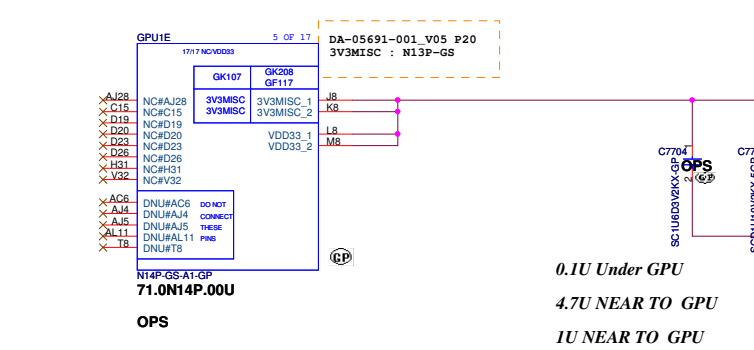 GPU1E 5 OF 17
17/17 NC/VDD33
DA-05691-001_V05 P20
3V3MISC : N13P-GS
GK107 GK208
GF117
AJ28 NC#AJ28 3V3MISC 3V3MISC_1 J8
C15 NC#C15 3V3MISC 3V3MISC_2 K8
D19 NC#D19
D20 NC#D20 VDD33_1 L8
D23 NC#D23 VDD33_2 M8
D26 NC#D26
H31 NC#H31
V32 NC#V32
AC6 DNU#AC6 DO NOT
AJ4 DNU#AJ4 CONNECT
AJ5 DNU#AJ5 THESE
AL11 DNU#AL11 PINS
T8 DNU#T8
GP
N14P-GS-A1-GP
71.0N14P.00U
OPS
C7704
1
OPS
2
GP
SC1U6D3V2KX-GP
0.1U Under GPU
4.7U NEAR TO GPU
1U NEAR TO GPU